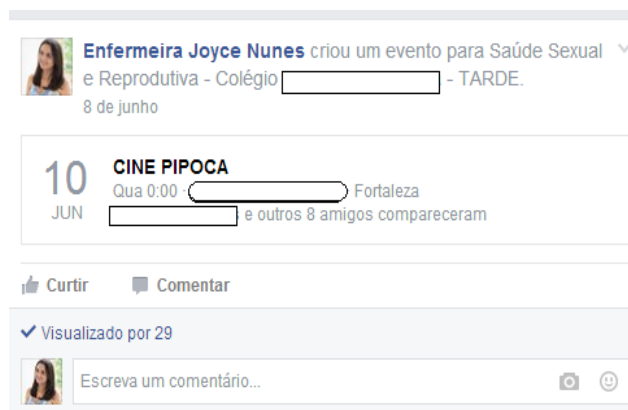 Enfermeira Joyce Nunes criou um evento para Saúde Sexual
e Reprodutiva - Colégio - TARDE.
8 de junho
10
JUN
CINE PIPOCA
Qua 0:00 · Fortaleza
e outros 8 amigos compareceram
Curtir Comentar
Visualizado por 29
Escreva um comentário...